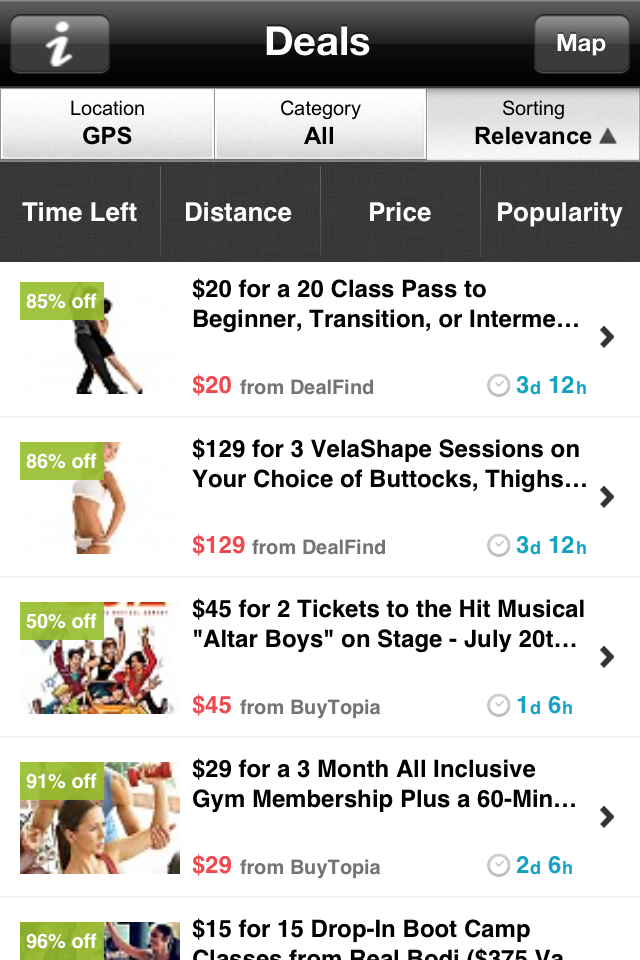 i
Deals
Map
Location
GPS
Category
All
Sorting
Relevance ▲
Time Left
Distance
Price
Popularity
85% off
$20 for a 20 Class Pass to
Beginner, Transition, or Interme...
$20 from DealFind
3d 12h
86% off
$129 for 3 VelaShape Sessions on
Your Choice of Buttocks, Thighs...
$129 from DealFind
3d 12h
50% off
$45 for 2 Tickets to the Hit Musical
"Altar Boys" on Stage - July 20t...
$45 from BuyTopia
1d 6h
91% off
$29 for a 3 Month All Inclusive
Gym Membership Plus a 60-Min...
$29 from BuyTopia
2d 6h
96% off
$15 for 15 Drop-In Boot Camp
Classes from Real Bodi ($375 Va